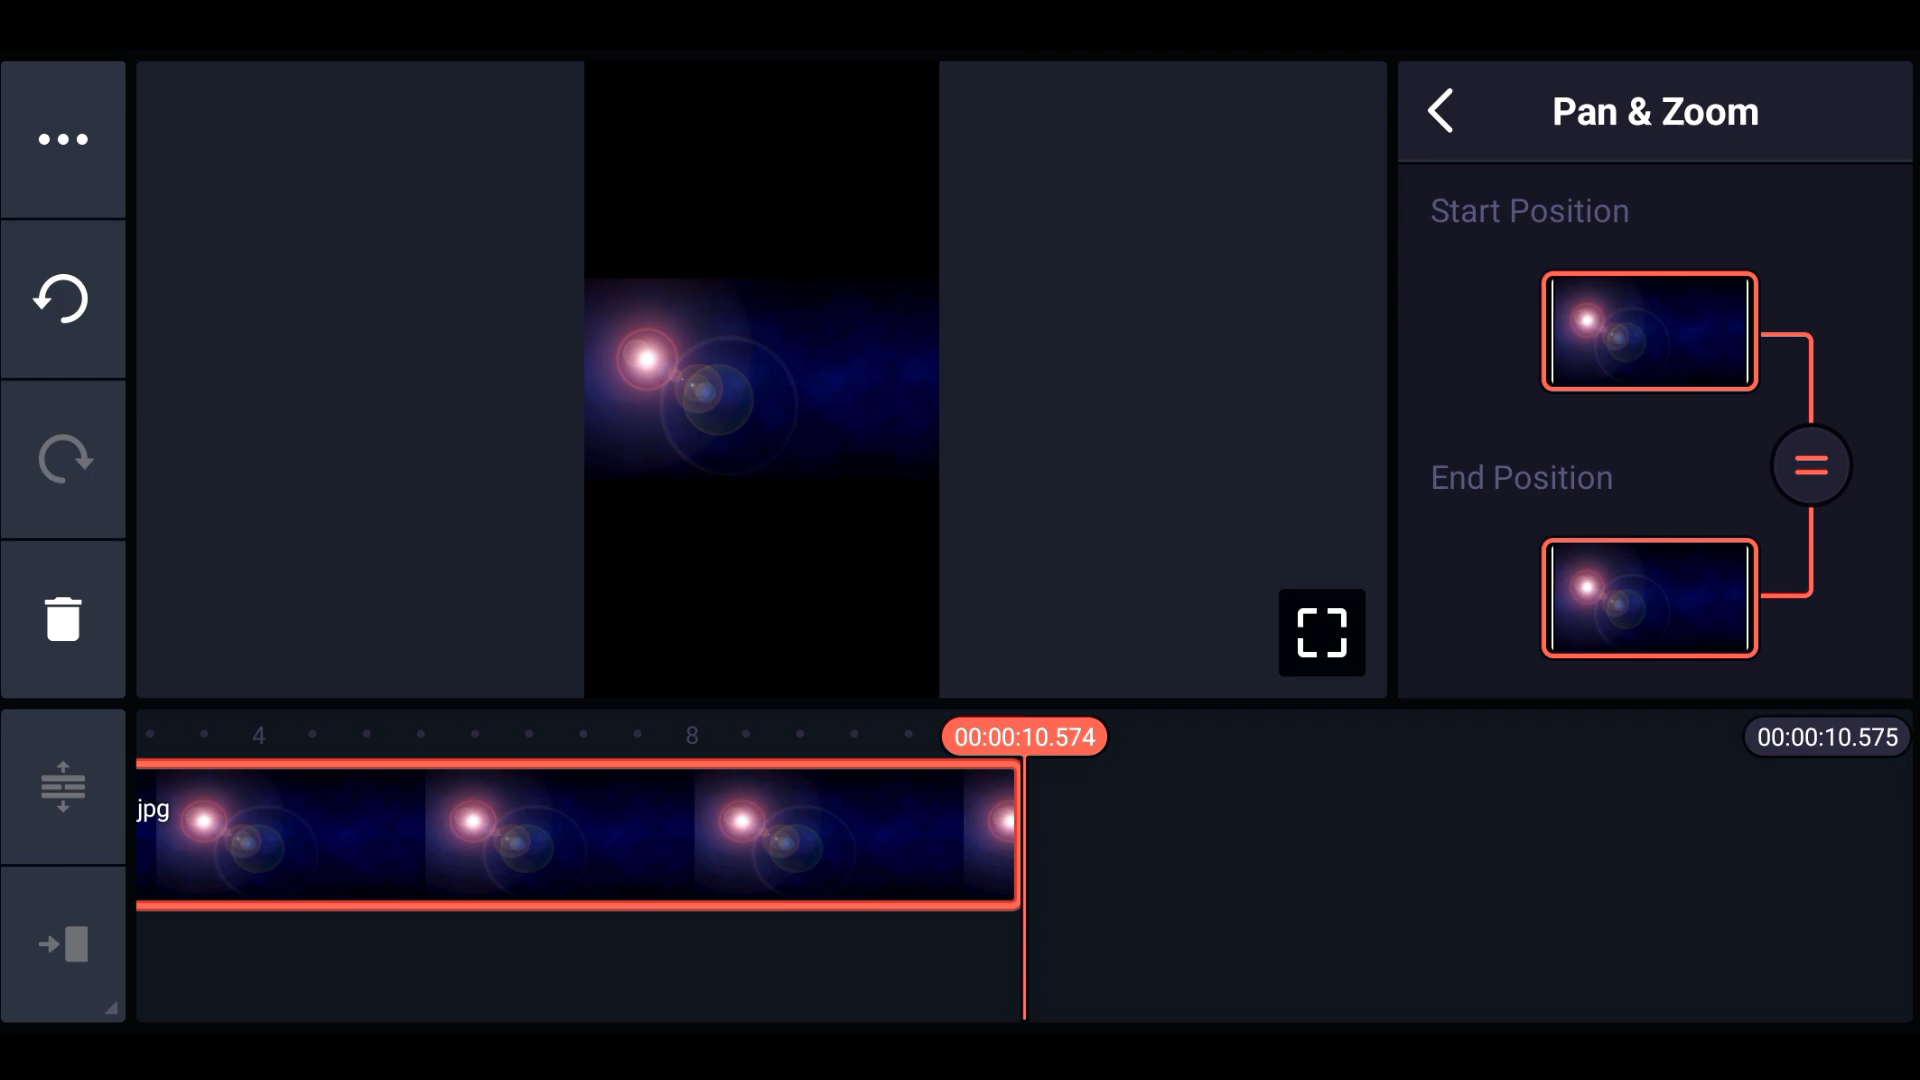 Pan & Zoom
Start Position
End Position
4
8
00:00:10.574
00:00:10.575
jpg